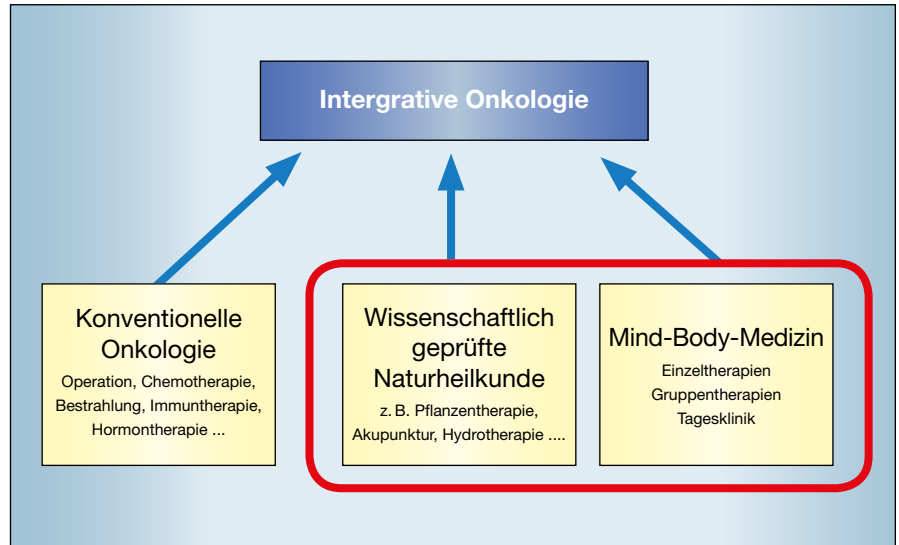 Intergrative Onkologie
Konventionelle
Onkologie
Operation, Chemotherapie,
Bestrahlung, Immuntherapie,
Hormontherapie ...
Wissenschaftlich
geprüfte
Naturheilkunde
z. B. Pflanzentherapie,
Akupunktur, Hydrotherapie ....
Mind-Body-Medizin
Einzeltherapien
Gruppentherapien
Tagesklinik